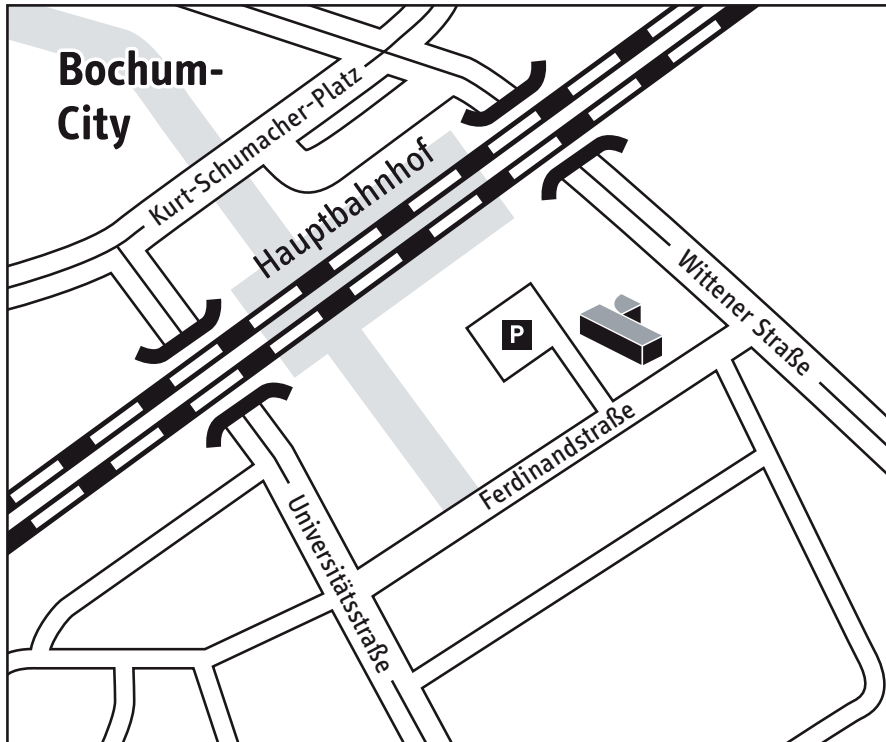 Bochum-
City
Kurt-Schumacher-Platz
Hauptbahnhof
Wittener Straße
P
Ferdinandstraße
Universitätsstraße